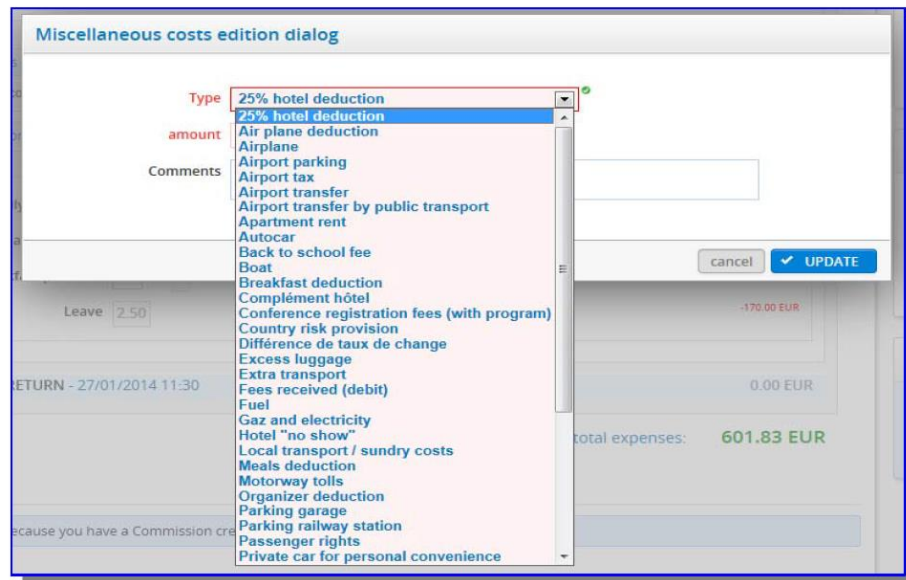 Miscellaneous costs edition dialog
Type 25% hotel deduction
25% hotel deduction
Air plane deduction
amount
Airplane
Airport parking
Comments
Airport tax
Airport transfer
Airport transfer by public transport
Apartment rent
Autocar
Back to school fee
cancel UPDATE
Boat
Breakfast deduction
Complément hôtel
Leave 2.50
Conference registration fees (with program)
-170.00 EUR
Country risk provision
Différence de taux de change
Excess luggage
Extra transport
RETURN - 27/01/2014 11:30
0.00 EUR
Fees received (debit)
Fuel
Gaz and electricity
Hotel "no show"
total expenses: 601.83 EUR
Local transport / sundry costs
Meals deduction
Motorway tolls
Organizer deduction
Parking garage
Parking railway station
because you have a Commission cre
Passenger rights
Private car for personal convenience